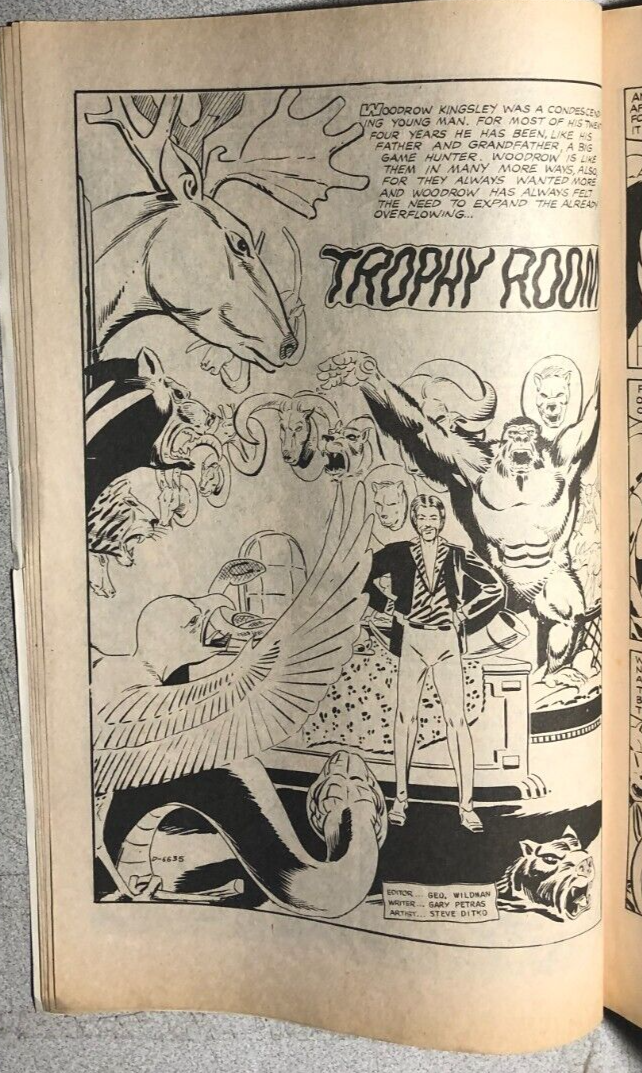 WOODROW KINGSLEY WAS A CONDESCEND
ING YOUNG MAN. FOR MOST OF HIS TWENT
FOUR YEARS HE HAS BEEN, LIKE HIS
FATHER AND GRANDFATHER, A BIG
GAME HUNTER. WOODROW IS LIKE
THEM IN MANY MORE WAYS, ALSO,
FOR THEY ALWAYS WANTED MORE
AND WOODROW HAS ALWAYS FELT
THE NEED TO EXPAND THE ALREADY
OVERFLOWING...
TROPHY ROOM
D-6635
EDITOR... GEO. WILDMAN
WRITER... GARY PETRAS
ARTIST... STEVE DITKO